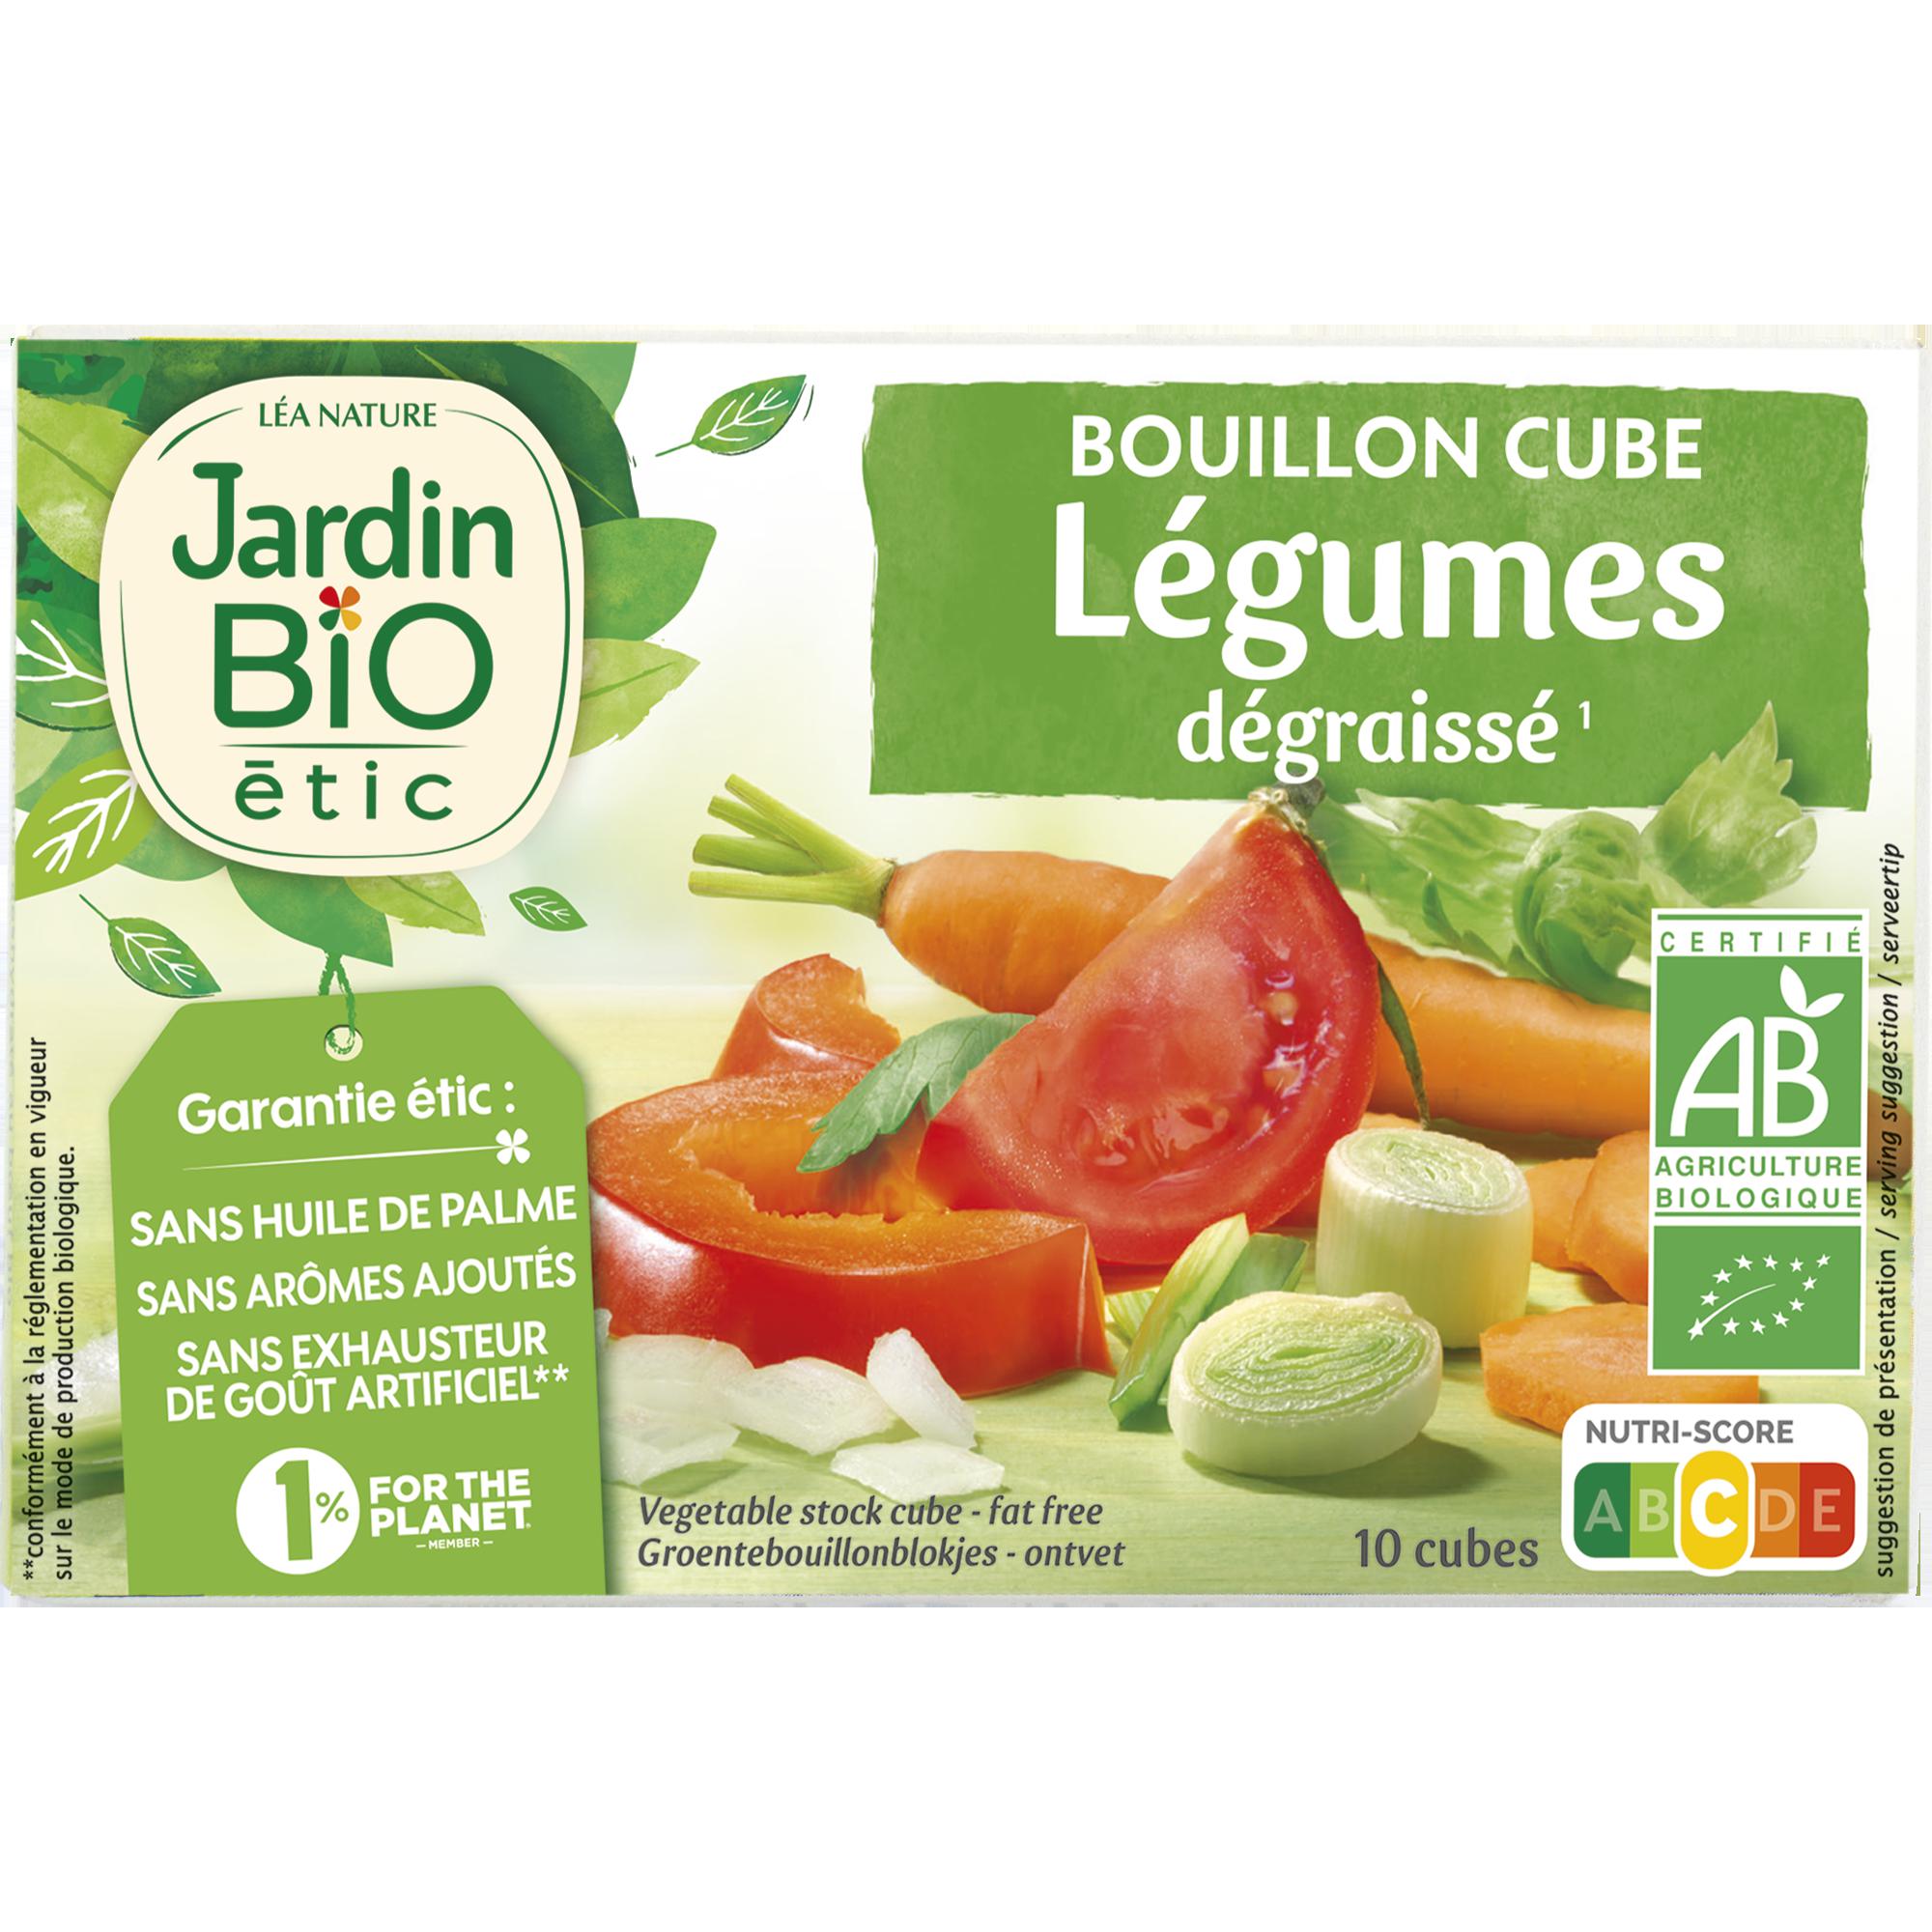 LÉA NATURE
Jardin
BiO
ētic
BOUILLON CUBE
Légumes
dégraissé 1
Garantie étic :
SANS HUILE DE PALME
SANS ARÔMES AJOUTÉS
SANS EXHAUSTEUR
DE GOÛT ARTIFICIEL**
1% FOR THE
PLANET
MEMBER
**conformément à la réglementation en vigueur
sur le mode de production biologique.
Vegetable stock cube - fat free
Groentebouillonblokjes - ontvet
10 cubes
CERTIFIÉ
AB
AGRICULTURE
BIOLOGIQUE
NUTRI-SCORE
A B C D E
suggestion de présentation / serving suggestion / serveertip